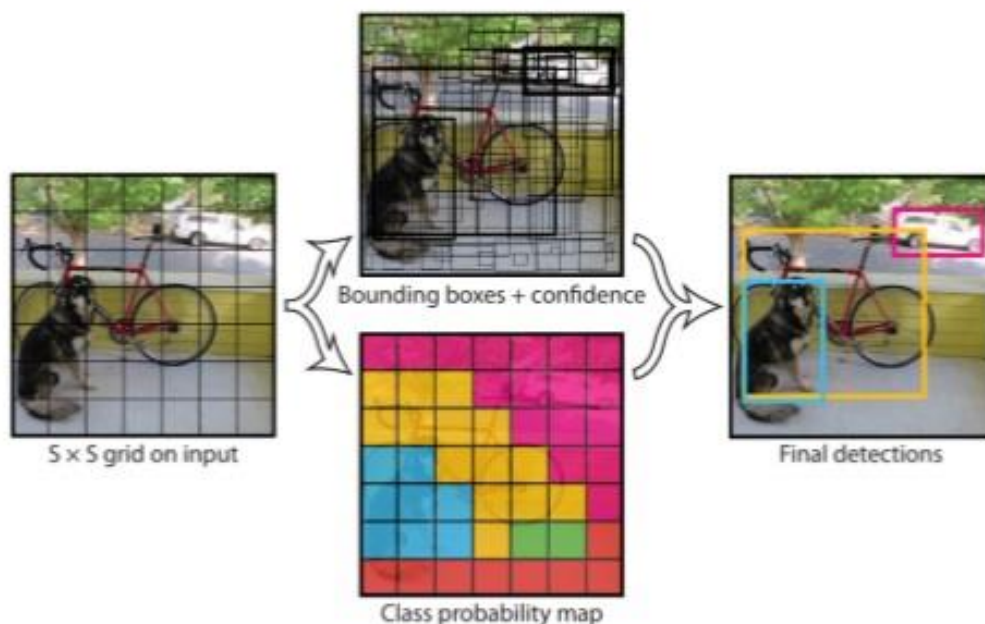 Bounding boxes + confidence
S × S grid on input
Final detections
Class probability map